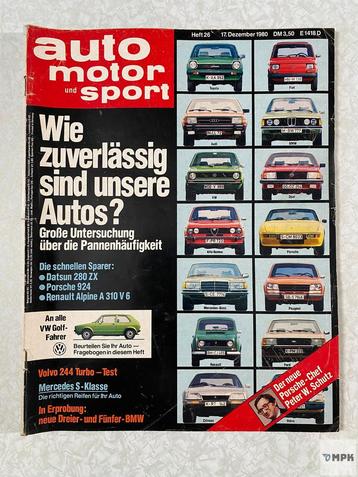 Heft 26 17. Dezember 1980 DM 3,50 E 1418 D
auto
motor
und sport
Wie
zuverlässig
sind unsere
Autos?
Große Untersuchung
über die Pannenhäufigkeit
Die schnellen Sparer:
• Datsun 280 ZX
• Porsche 924
• Renault Alpine A 310 V 6
An alle
VW Golf-
Fahrer
Beurteilen Sie Ihr Auto –
Fragebogen in diesem Heft
Volvo 244 Turbo – Test
Mercedes S-Klasse
Die richtigen Reifen für Ihr Auto
In Erprobung:
neue Dreier- und Fünfer-BMW
Toyota
Fiat
Audi
BMW
VW
Opel
Alfa Romeo
Porsche
Mercedes-Benz
Peugeot
Renault
Ford
Citroen
Volvo
Der neue
Porsche-Chef
Peter W. Schutz
MPK